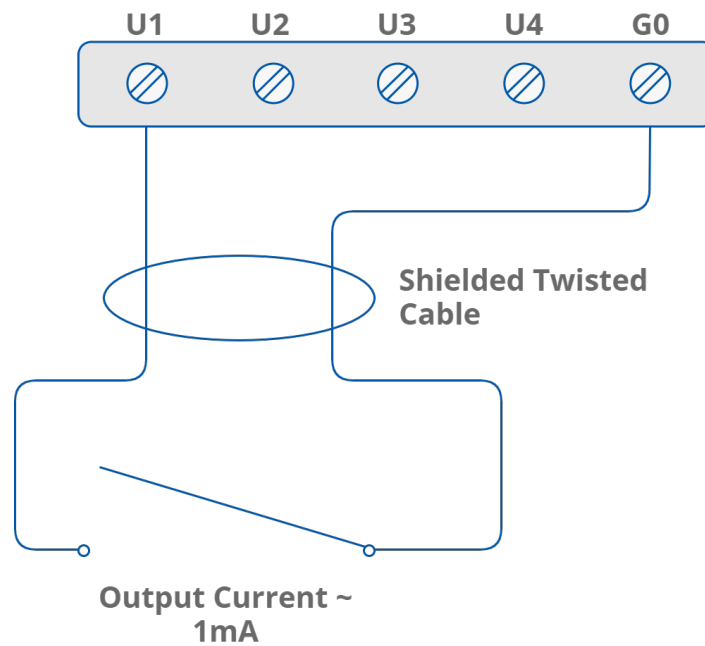 U1 U2 U3 U4 G0
Shielded Twisted
Cable
Output Current ~
1mA